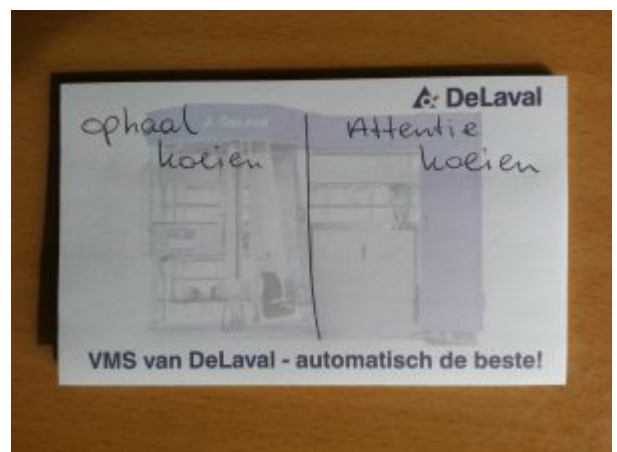 DeLaval
ophaal
koeien
Attentie
koeien
VMS van DeLaval - automatisch de beste!